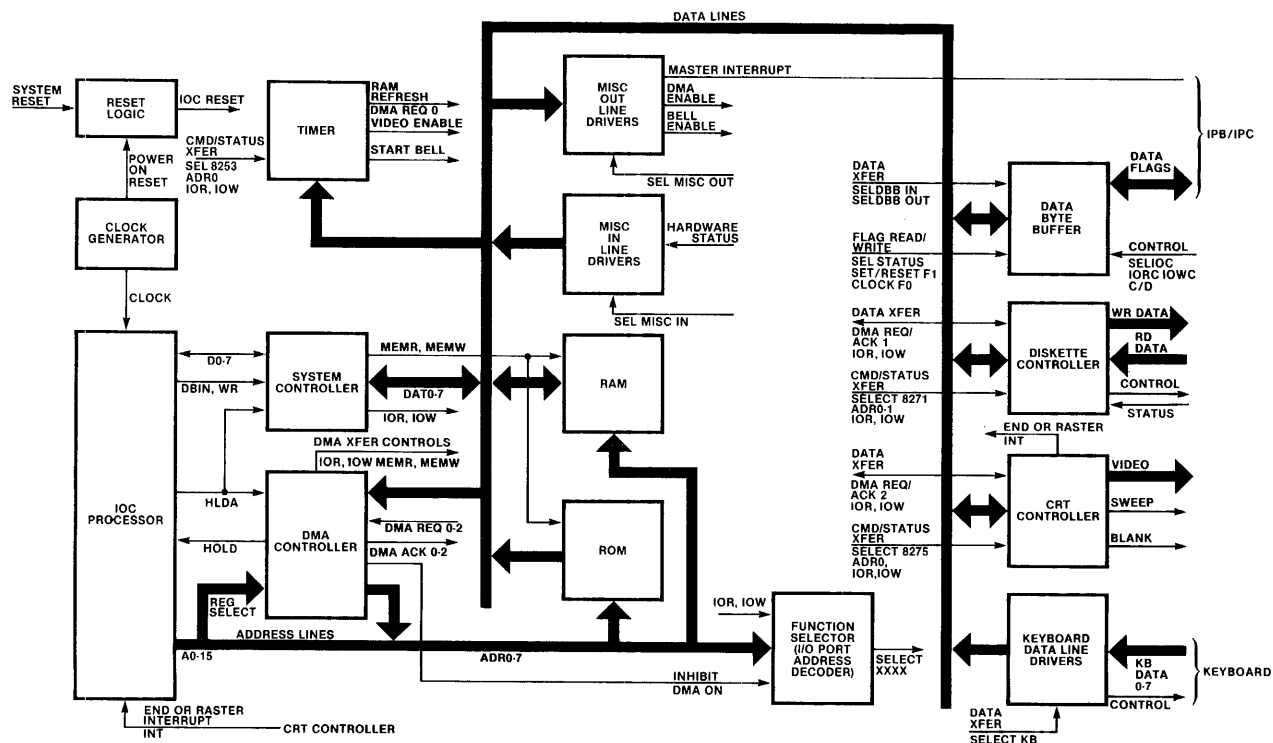 DATA LINES
SYSTEM
RESET
RESET
LOGIC
IOC RESET
POWER
ON
RESET
CLOCK
GENERATOR
CLOCK
CMD/STATUS
XFER
SEL 8253
ADR0
IOR, IOW
TIMER
RAM
REFRESH
DMA REQ 0
VIDEO ENABLE
START BELL
MISC
OUT
LINE
DRIVERS
MASTER INTERRUPT
DMA
ENABLE
BELL
ENABLE
SEL MISC OUT
MISC
IN
LINE
DRIVERS
HARDWARE
STATUS
SEL MISC IN
IOC
PROCESSOR
D0-7
DBIN, WR
HLDA
HOLD
SYSTEM
CONTROLLER
MEMR, MEMW
DAT0-7
IOR, IOW
DMA XFER CONTROLS
IOR, IOW MEMR, MEMW
DMA
CONTROLLER
DMA REQ 0-2
DMA ACK 0-2
REG
SELECT
ADDRESS LINES
A0-15
ADR0-7
RAM
ROM
INHIBIT
DMA ON
END OR RASTER
INTERRUPT
INT
CRT CONTROLLER
IOR, IOW
FUNCTION
SELECTOR
(I/O PORT
ADDRESS
DECODER)
SELECT
XXXX
DATA
XFER
SELDBB IN
SELDBB OUT
FLAG READ/
WRITE
SEL STATUS
SET/RESET F1
CLOCK F0
DATA
BYTE
BUFFER
DATA
FLAGS
IPB/IPC
CONTROL
SELIOC
IORC IOWC
C/D
DATA XFER
DMA REQ/
ACK 1
IOR, IOW
CMD/STATUS
XFER
SELECT 8271
ADR0-1
IOR, IOW
DISKETTE
CONTROLLER
WR DATA
RD
DATA
CONTROL
STATUS
END OR RASTER
INT
DATA
XFER
DMA REQ/
ACK 2
IOR, IOW
CMD/STATUS
XFER
SELECT 8275
ADR0,
IOR,IOW
CRT
CONTROLLER
VIDEO
SWEEP
BLANK
KEYBOARD
DATA LINE
DRIVERS
KB
DATA
0-7
CONTROL
KEYBOARD
DATA
XFER
SELECT KB